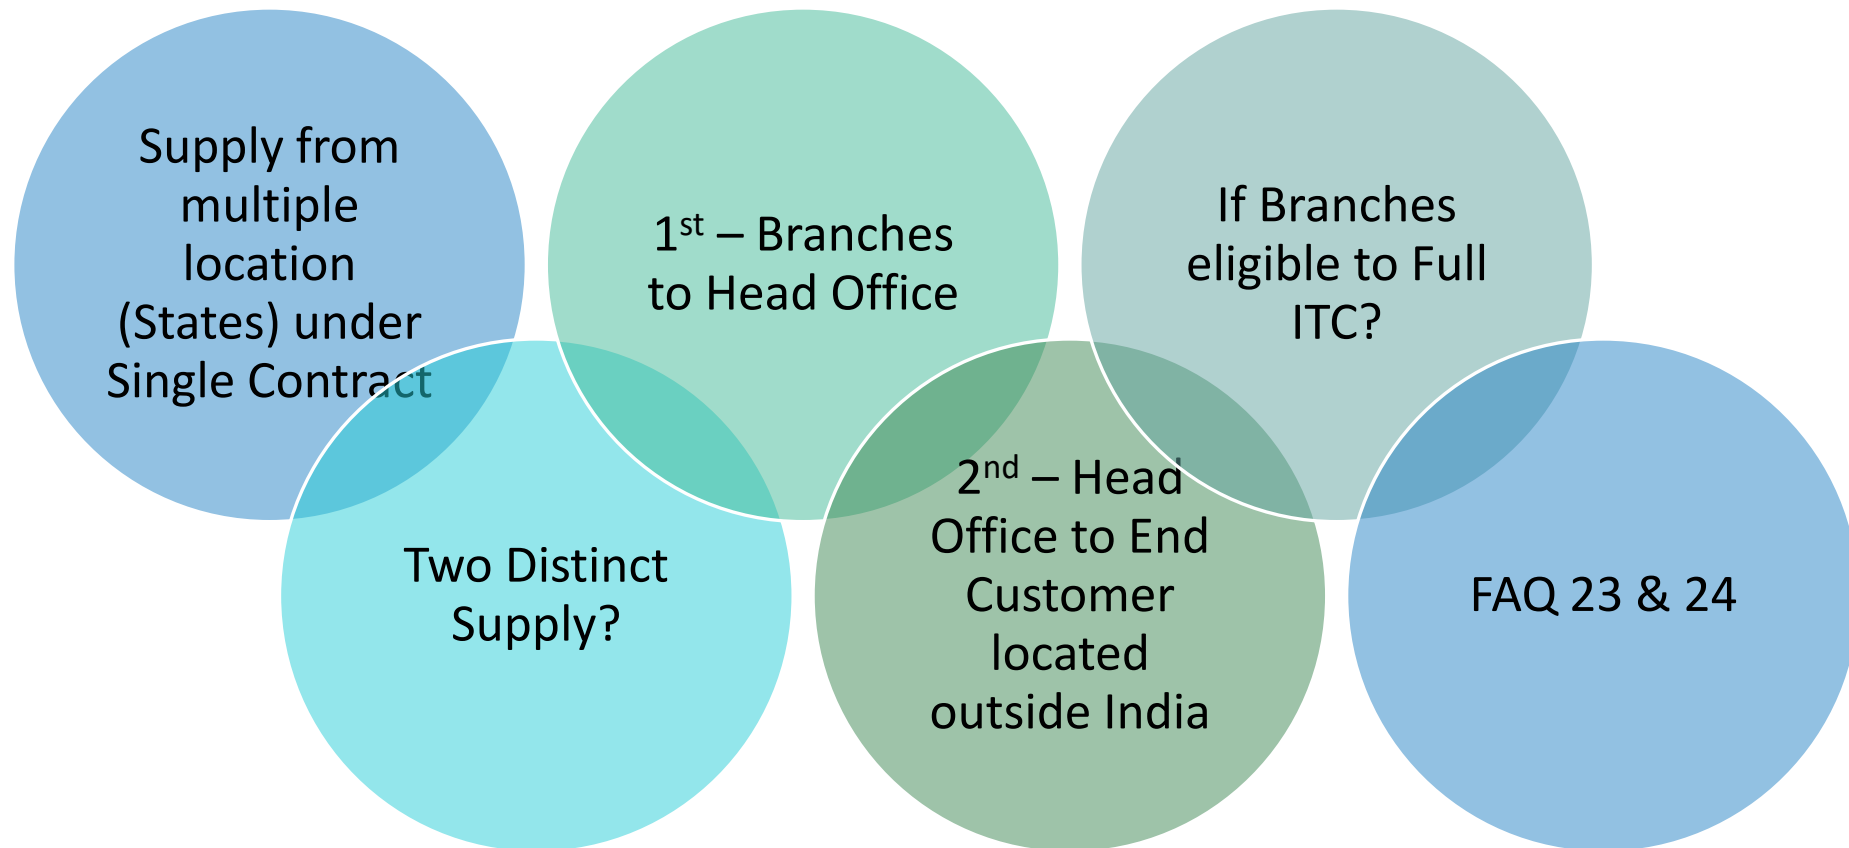 Supply from
multiple
location
(States) under
Single Contract
Two Distinct
Supply?
1st – Branches
to Head Office
2nd – Head
Office to End
Customer
located
outside India
If Branches
eligible to Full
ITC?
FAQ 23 & 24